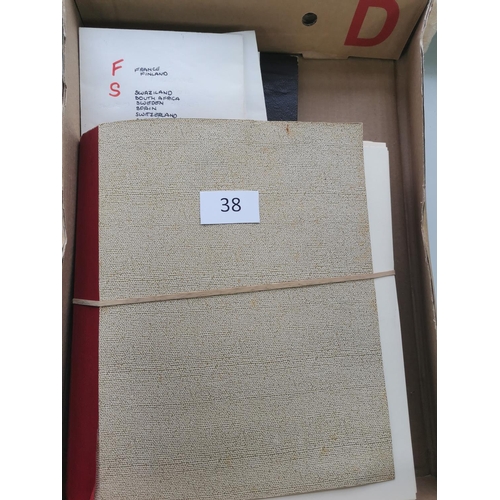 D
F FRANCE
FINLAND
S SWAZILAND
SOUTH AFRICA
SWEDEN
SPAIN
SWITZERLAND
38